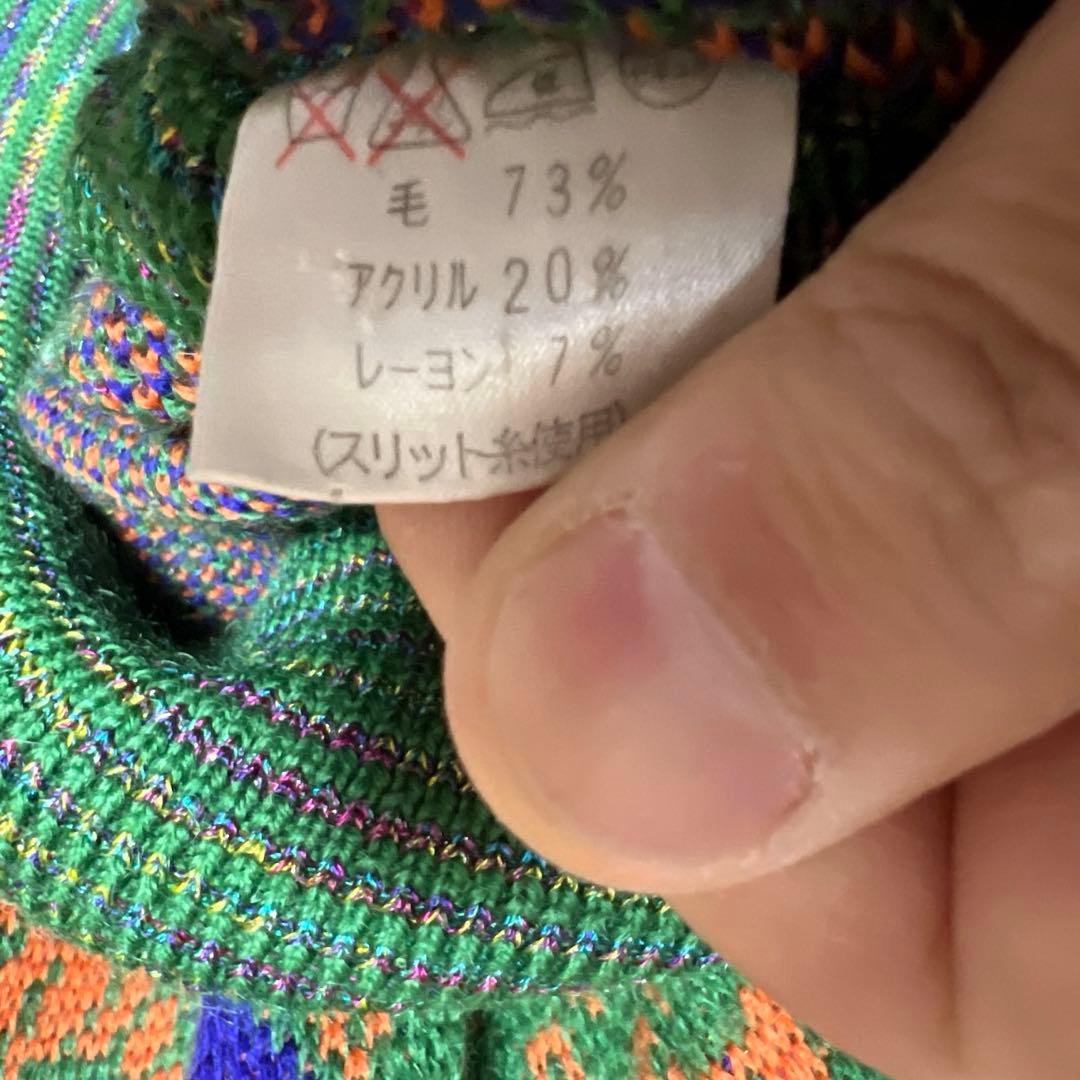 毛 73%
アクリル 20%
レーヨン 7%
(スリット糸使用)